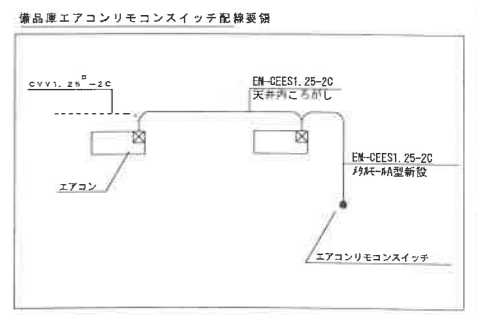 備品庫エアコンリモコンスイッチ配線要領
CVV1.25□-2C
EM-CEES1.25-2C
天井内ころがし
EM-CEES1.25-2C
メタルモールA型新設
エアコン
エアコンリモコンスイッチ